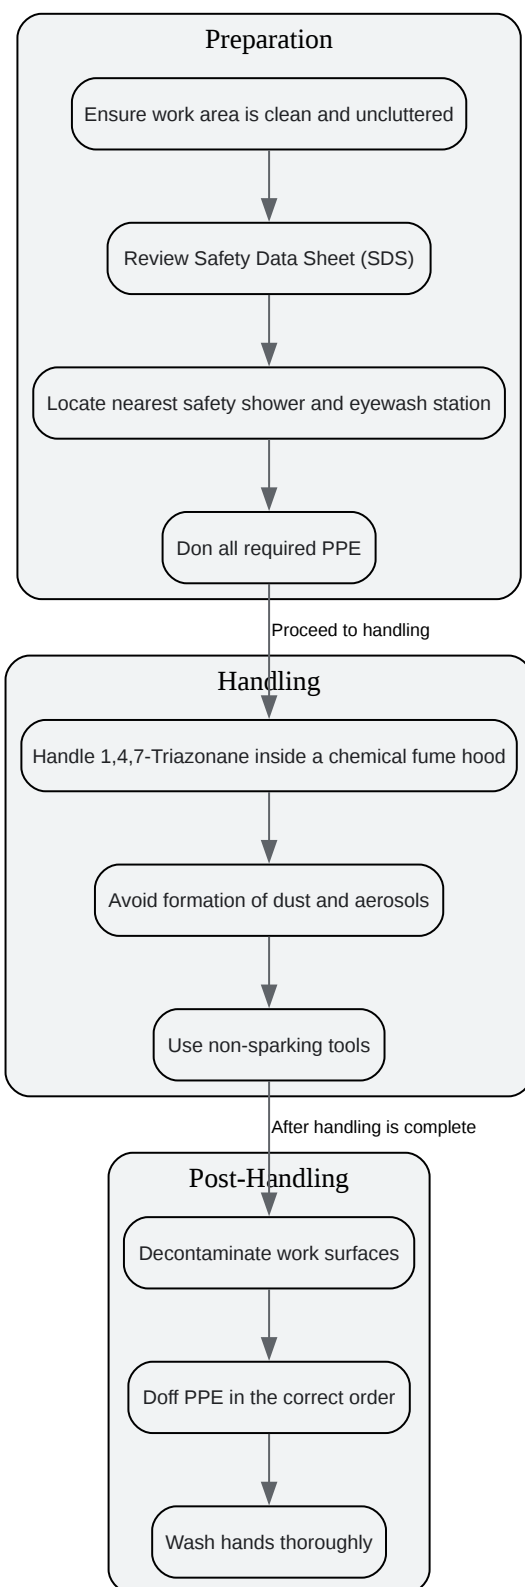 Preparation
Ensure work area is clean and uncluttered
Review Safety Data Sheet (SDS)
Locate nearest safety shower and eyewash station
Don all required PPE
Proceed to handling
Handling
Handle 1,4,7-Triazonane inside a chemical fume hood
Avoid formation of dust and aerosols
Use non-sparking tools
After handling is complete
Post-Handling
Decontaminate work surfaces
Doff PPE in the correct order
Wash hands thoroughly